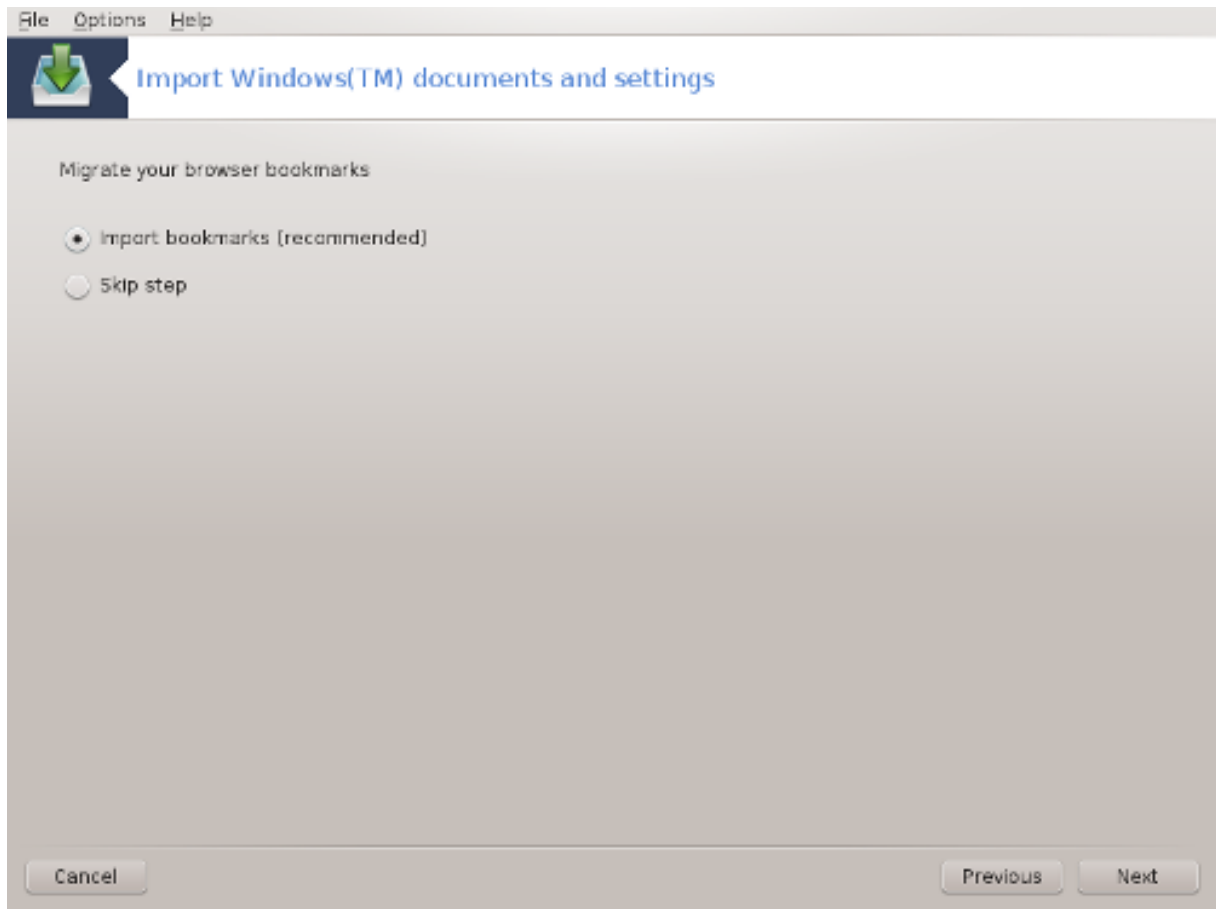 File Options Help
Import Windows(TM) documents and settings
Migrate your browser bookmarks
Import bookmarks (recommended)
Skip step
Cancel Previous Next